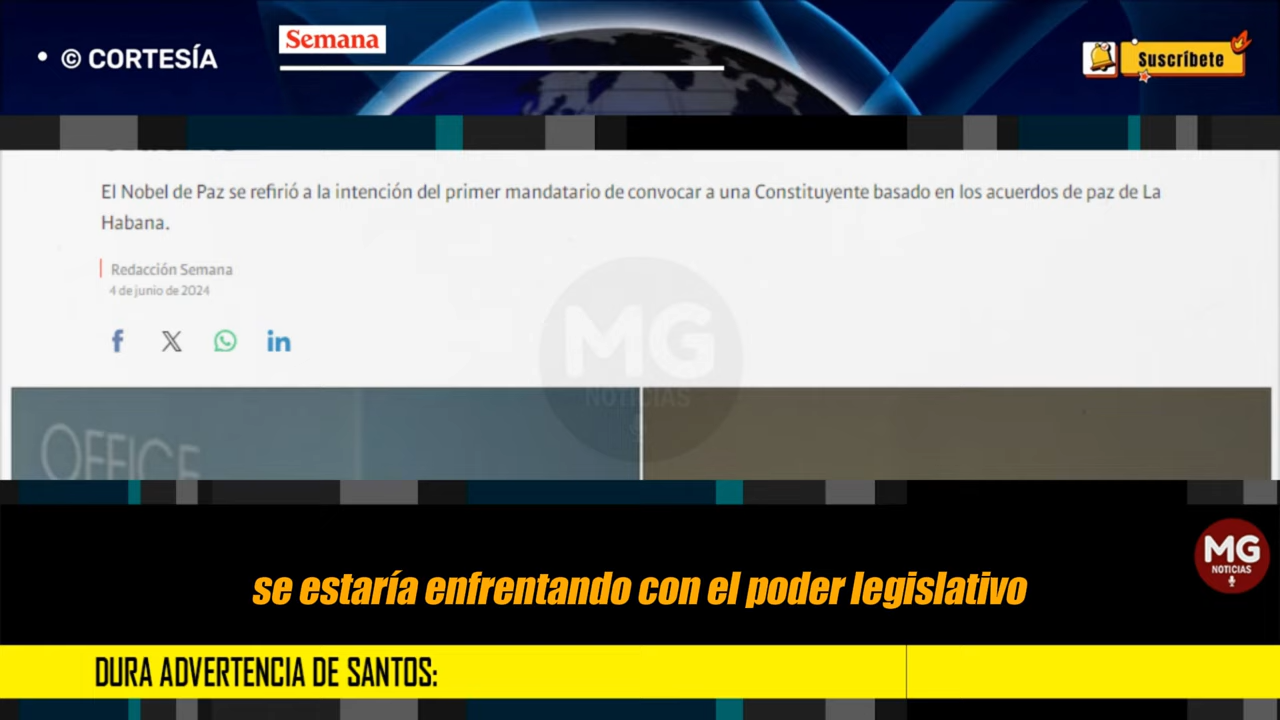 • © CORTESÍA
Semana
Suscríbete
El Nobel de Paz se refirió a la intención del primer mandatario de convocar a una Constituyente basado en los acuerdos de paz de La
Habana.
Redacción Semana
4 de junio de 2024
MG
NOTICIAS
OFFICE
se estaría enfrentando con el poder legislativo
MG
NOTICIAS
DURA ADVERTENCIA DE SANTOS: